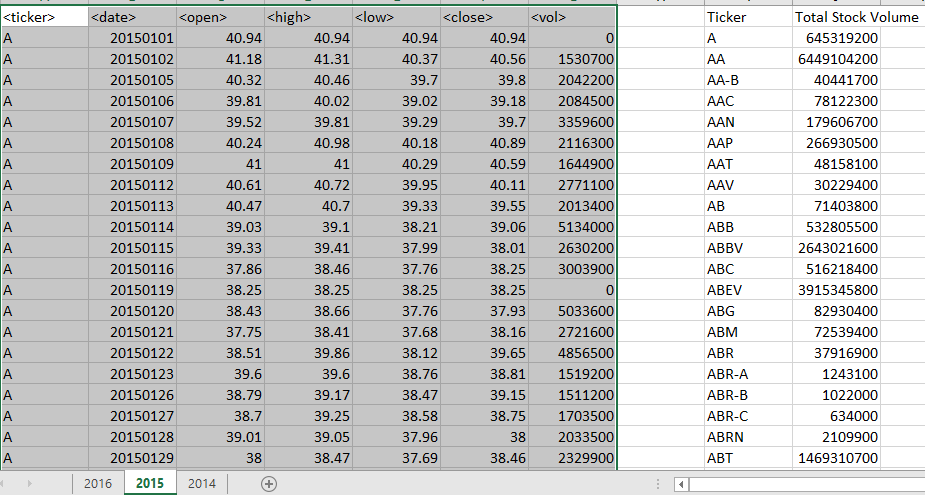 <ticker> <date> <open> <high> <low> <close> <vol> Ticker Total Stock Volume
A 20150101 40.94 40.94 40.94 40.94 0 A 645319200
A 20150102 41.18 41.31 40.37 40.56 1530700 AA 6449104200
A 20150105 40.32 40.46 39.7 39.8 2042200 AA-B 40441700
A 20150106 39.81 40.02 39.02 39.18 2084500 AAC 78122300
A 20150107 39.52 39.81 39.29 39.7 3359600 AAN 179606700
A 20150108 40.24 40.98 40.18 40.89 2116300 AAP 266930500
A 20150109 41 41 40.29 40.59 1644900 AAT 48158100
A 20150112 40.61 40.72 39.95 40.11 2771100 AAV 30229400
A 20150113 40.47 40.7 39.33 39.55 2013400 AB 71403800
A 20150114 39.03 39.1 38.21 39.06 5134000 ABB 532805500
A 20150115 39.33 39.41 37.99 38.01 2630200 ABBV 2643021600
A 20150116 37.86 38.46 37.76 38.25 3003900 ABC 516218400
A 20150119 38.25 38.25 38.25 38.25 0 ABEV 3915345800
A 20150120 38.43 38.66 37.76 37.93 5033600 ABG 82930400
A 20150121 37.75 38.41 37.68 38.16 2721600 ABM 72539400
A 20150122 38.51 39.86 38.12 39.65 4856500 ABR 37916900
A 20150123 39.6 39.6 38.76 38.81 1519200 ABR-A 1243100
A 20150126 38.79 39.17 38.47 39.15 1511200 ABR-B 1022000
A 20150127 38.7 39.25 38.58 38.75 1703500 ABR-C 634000
A 20150128 39.01 39.05 37.96 38 2033500 ABRN 2109900
A 20150129 38 38.47 37.69 38.46 2329900 ABT 1469310700
2016 2015 2014